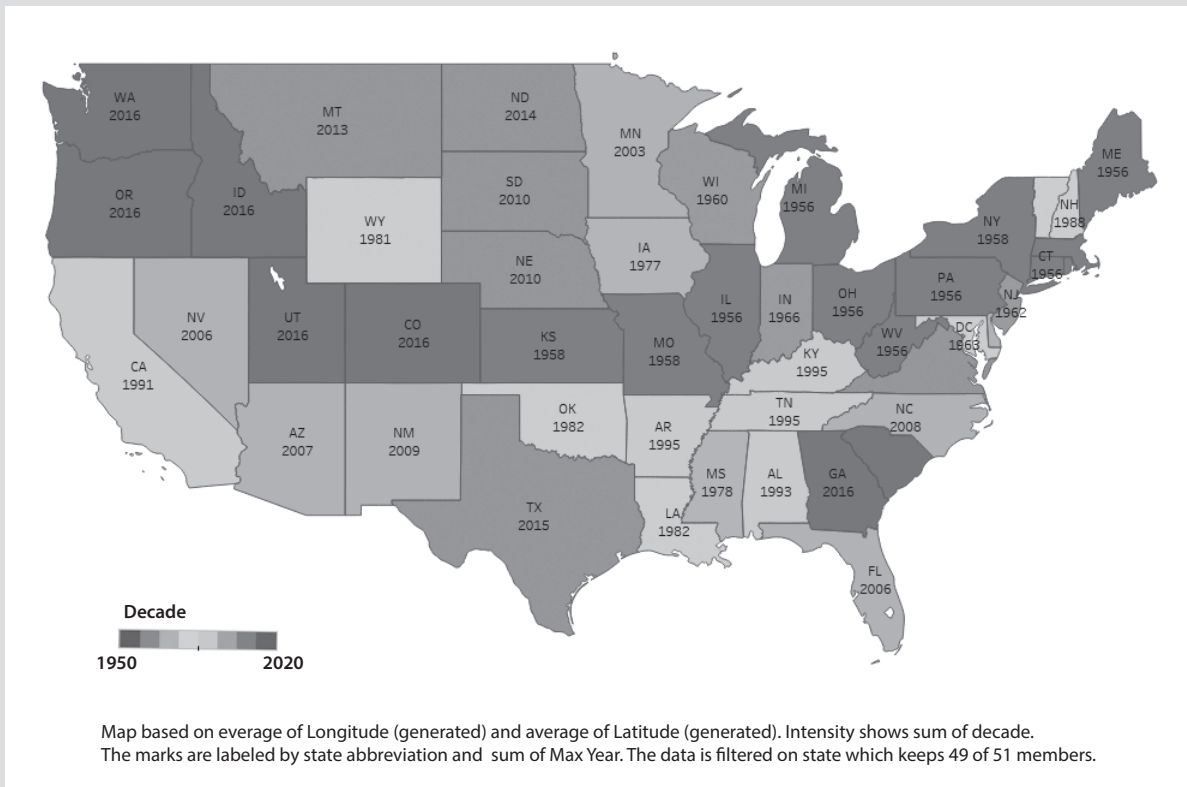 WA
2016
MT
2013
ND
2014
MN
2003
ME
1956
OR
2016
ID
2016
SD
2010
WI
1960
MI
1956
NH
1988
WY
1981
NY
1958
IA
1977
CT
1956
NE
2010
PA
1956
NV
2006
UT
2016
CO
2016
IL
1956
IN
1966
OH
1956
NJ
1962
KS
1958
MO
1958
WV
1956
DC
1963
CA
1991
KY
1995
OK
1982
TN
1995
NC
2008
AZ
2007
NM
2009
AR
1995
MS
1978
AL
1993
GA
2016
TX
2015
LA
1982
FL
2006
Decade
1950 2020
Map based on everage of Longitude (generated) and average of Latitude (generated). Intensity shows sum of decade.
The marks are labeled by state abbreviation and sum of Max Year. The data is filtered on state which keeps 49 of 51 members.